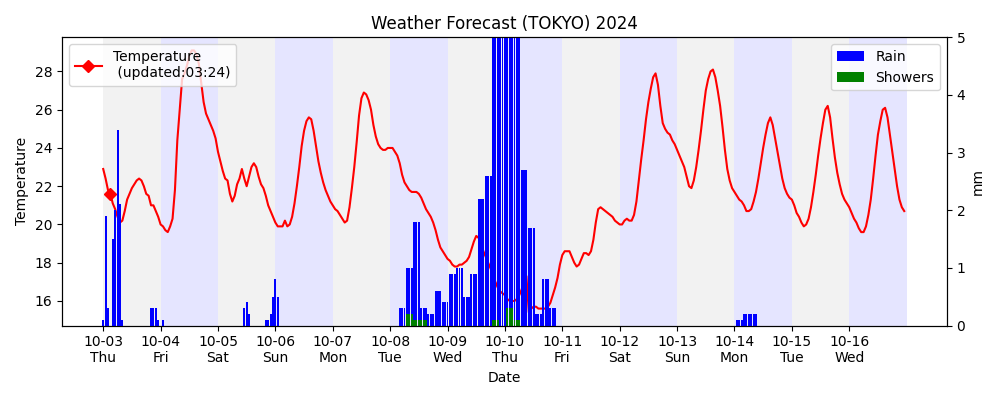 Weather Forecast (TOKYO) 2024
Temperature
(updated:03:24)
Rain
Showers
Temperature
28
26
24
22
20
18
16
5
4
3
2
1
0
mm
10-03 10-04 10-05 10-06 10-07 10-08 10-09 10-10 10-11 10-12 10-13 10-14 10-15 10-16
Thu Fri Sat Sun Mon Tue Wed Thu Fri Sat Sun Mon Tue Wed
Date